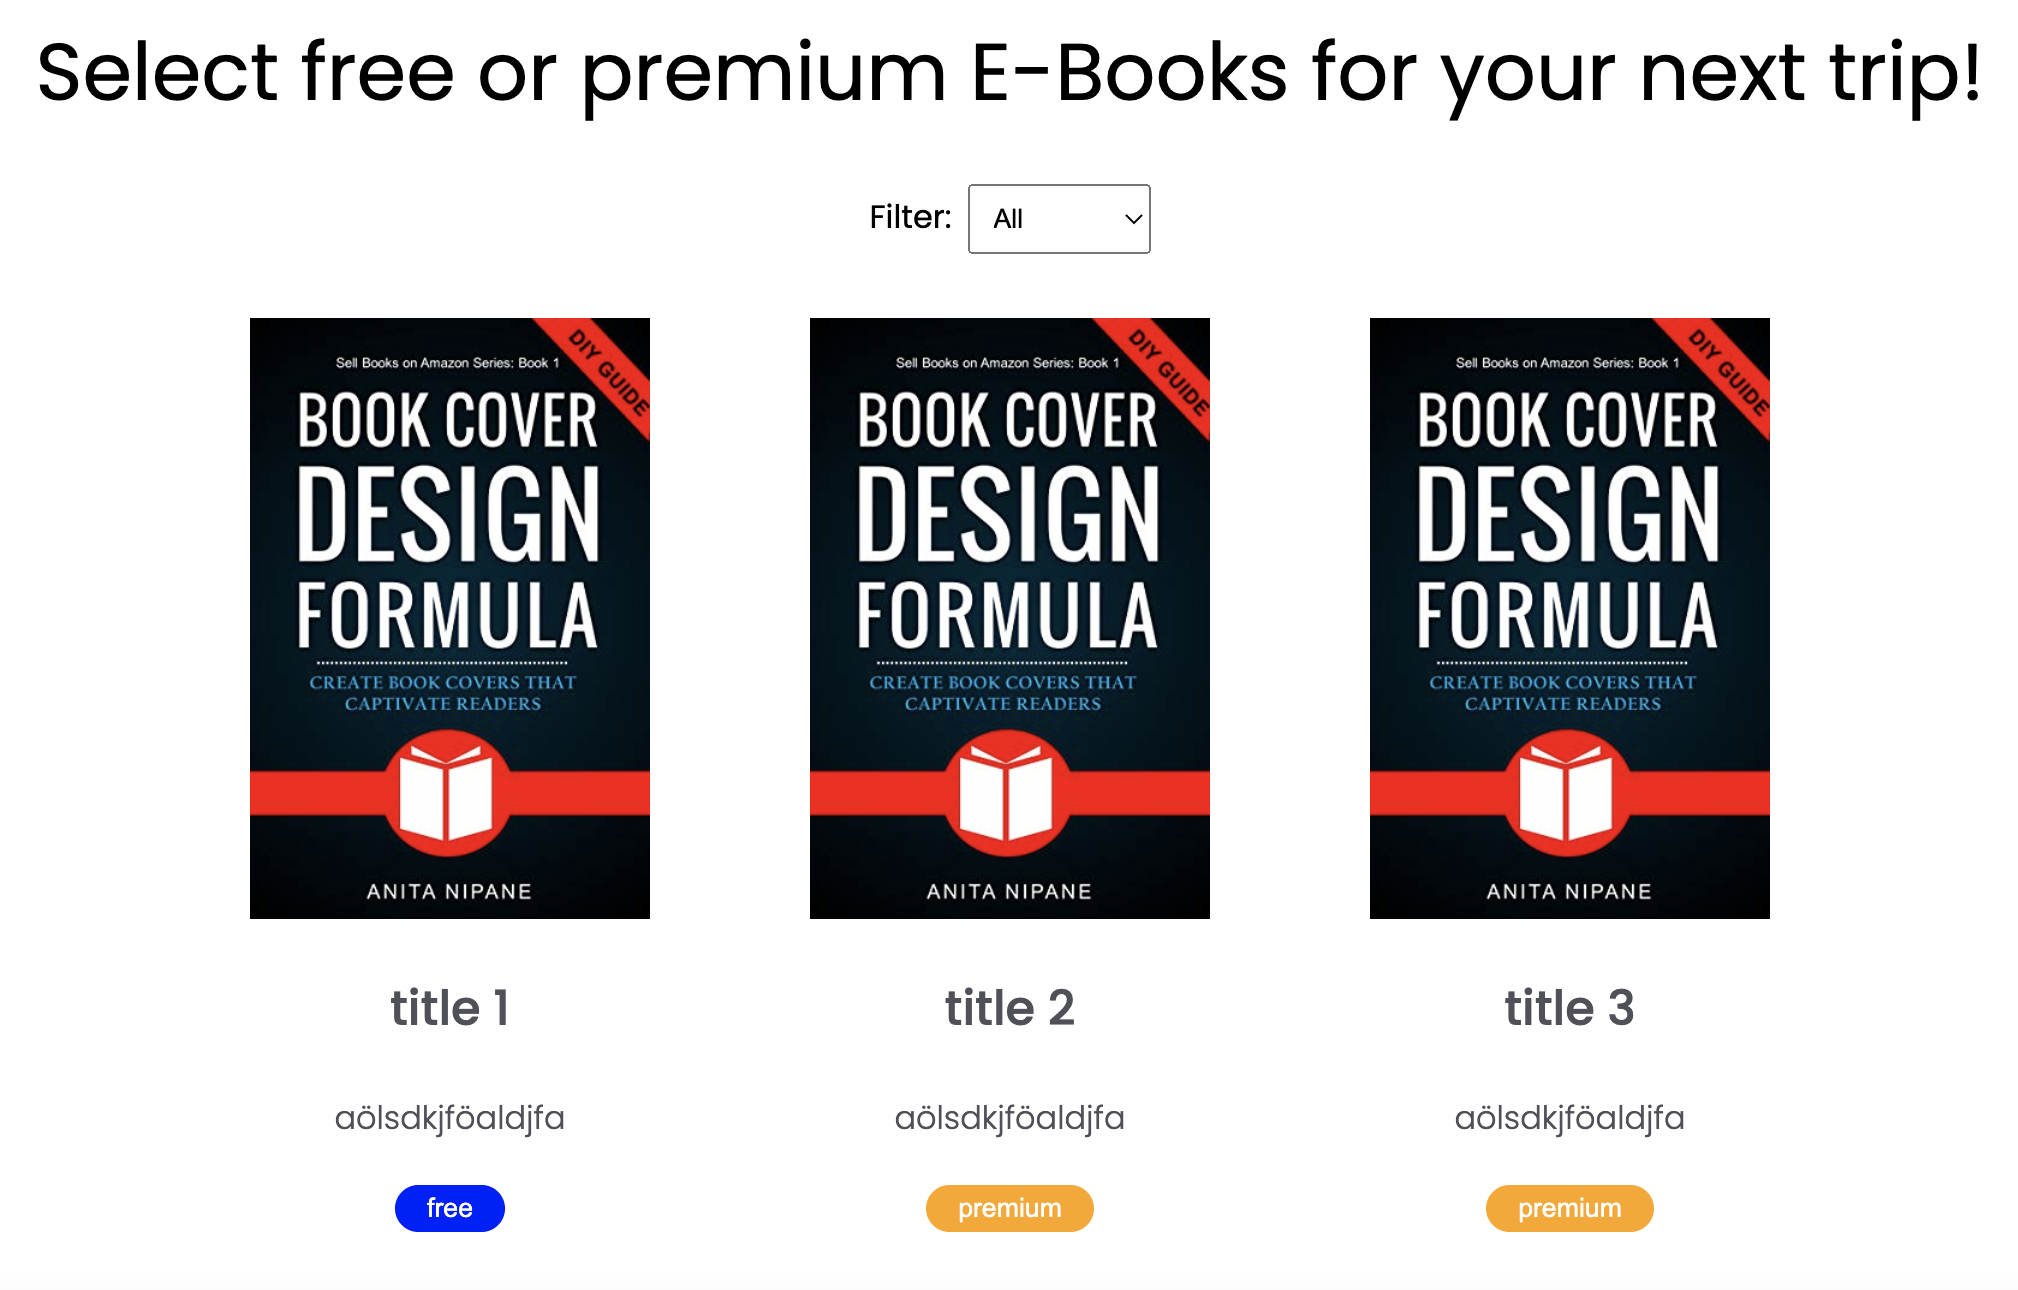 Select free or premium E-Books for your next trip!
Filter: All
DIY GUIDE
Sell Books on Amazon Series: Book 1
BOOK COVER
DESIGN
FORMULA
CREATE BOOK COVERS THAT
CAPTIVATE READERS
ANITA NIPANE
title 1
aölsdkjföaldjfa
free
DIY GUIDE
Sell Books on Amazon Series: Book 1
BOOK COVER
DESIGN
FORMULA
CREATE BOOK COVERS THAT
CAPTIVATE READERS
ANITA NIPANE
title 2
aölsdkjföaldjfa
premium
DIY GUIDE
Sell Books on Amazon Series: Book 1
BOOK COVER
DESIGN
FORMULA
CREATE BOOK COVERS THAT
CAPTIVATE READERS
ANITA NIPANE
title 3
aölsdkjföaldjfa
premium